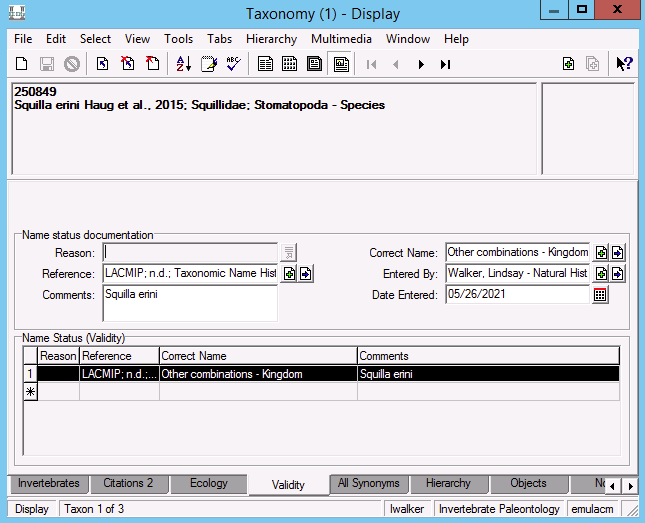 Taxonomy (1) - Display
File Edit Select View Tools Tabs Hierarchy Multimedia Window Help
250849
Squilla erini Haug et al., 2015; Squillidae; Stomatopoda - Species
Name status documentation
Reason:
Correct Name: Other combinations - Kingdom
Reference: LACMIP; n.d.; Taxonomic Name Hist
Entered By: Walker, Lindsay - Natural Hist
Comments: Squilla erini
Date Entered: 05/26/2021
Name Status (Validity)
Reason Reference Correct Name Comments
1 LACMIP; n.d.;... Other combinations - Kingdom Squilla erini
Invertebrates Citations 2 Ecology Validity All Synonyms Hierarchy Objects No
Display Taxon 1 of 3 lwalker Invertebrate Paleontology emulacm